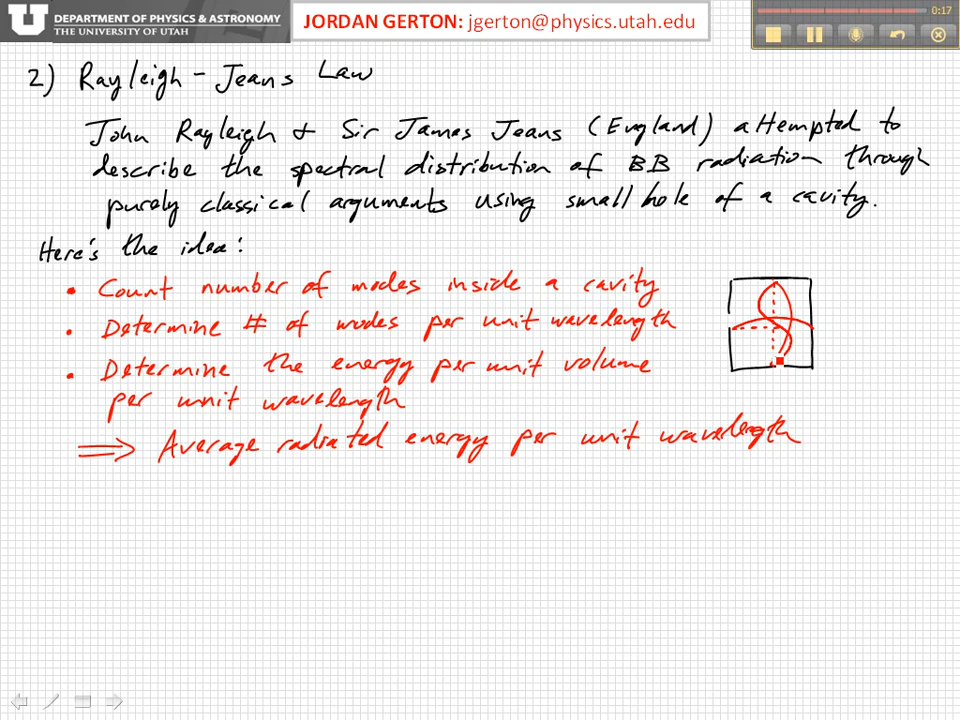 U
DEPARTMENT OF PHYSICS & ASTRONOMY
THE UNIVERSITY OF UTAH
JORDAN GERTON: jgerton@physics.utah.edu
0:17
2) Rayleigh - Jeans Law
John Rayleigh & Sir James Jeans (England) attempted to
describe the spectral distribution of BB radiation through
purely classical arguments using small hole of a cavity.
Here's the idea:
• Count number of modes inside a cavity
• Determine # of modes per unit wavelength
• Determine the energy per unit volume
per unit wavelength
⇒ Average radiated energy per unit wavelength